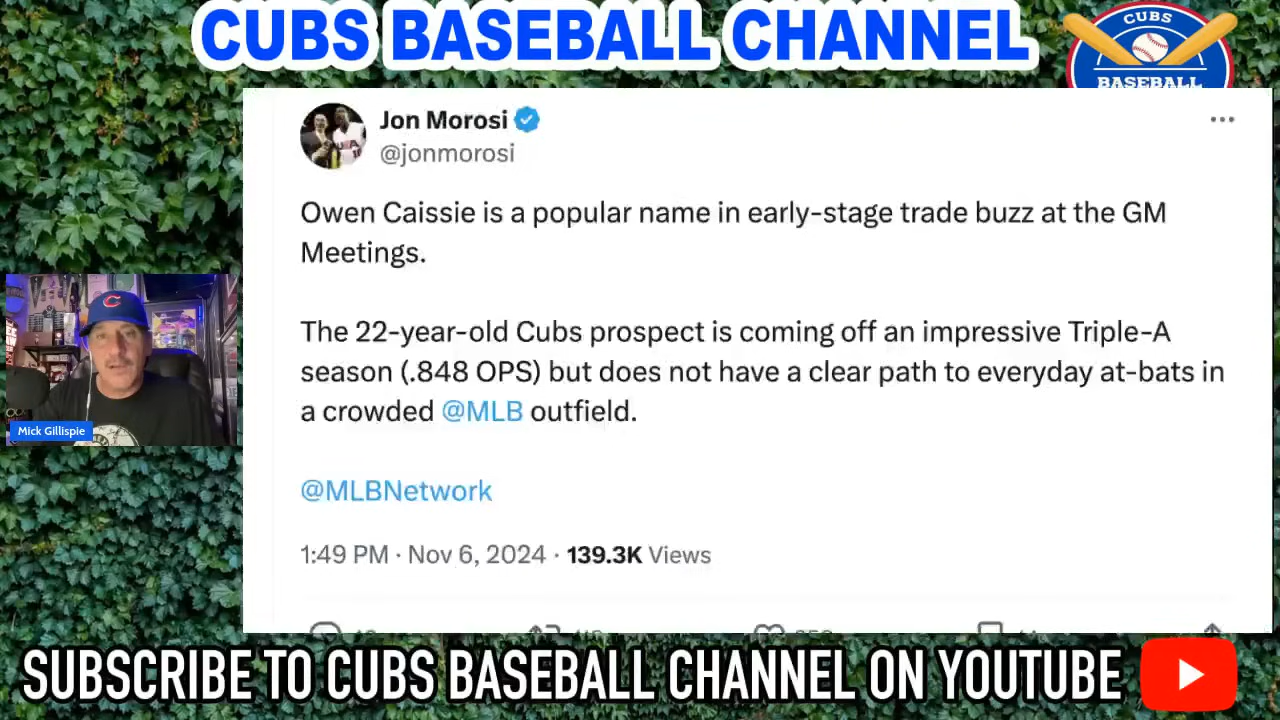 CUBS BASEBALL CHANNEL
CUBS
BASEBALL
Jon Morosi
@jonmorosi
Owen Caissie is a popular name in early-stage trade buzz at the GM
Meetings.
The 22-year-old Cubs prospect is coming off an impressive Triple-A
season (.848 OPS) but does not have a clear path to everyday at-bats in
a crowded @MLB outfield.
@MLBNetwork
1:49 PM · Nov 6, 2024 · 139.3K Views
Mick Gillispie
SUBSCRIBE TO CUBS BASEBALL CHANNEL ON YOUTUBE